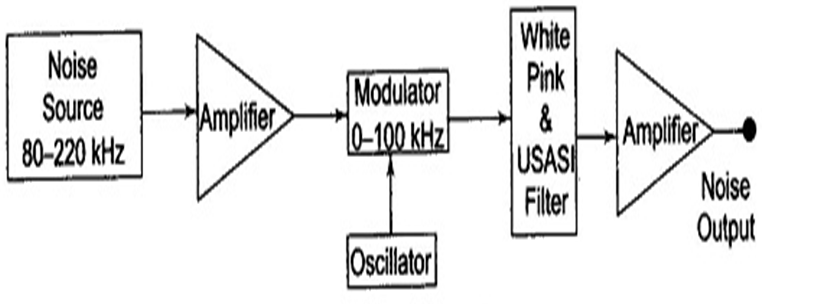 Noise
Source
80–220 kHz
Amplifier
Modulator
0–100 kHz
Oscillator
White
Pink
&
USASI
Filter
Amplifier
Noise
Output